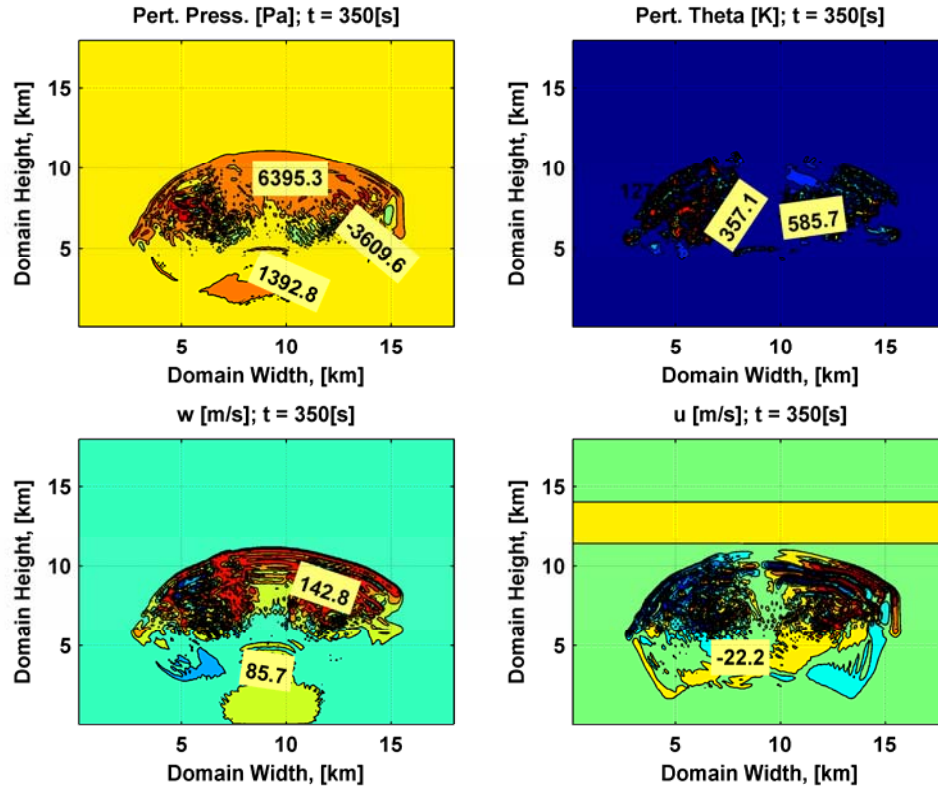 Pert. Press. [Pa]; t = 350[s]
Domain Height, [km]
15
10
5
6395.3
-3609.6
1392.8
5 10 15
Domain Width, [km]
Pert. Theta [K]; t = 350[s]
Domain Height, [km]
15
10
5
357.1
585.7
5 10 15
Domain Width, [km]
w [m/s]; t = 350[s]
Domain Height, [km]
15
10
5
142.8
85.7
5 10 15
Domain Width, [km]
u [m/s]; t = 350[s]
Domain Height, [km]
15
10
5
-22.2
5 10 15
Domain Width, [km]